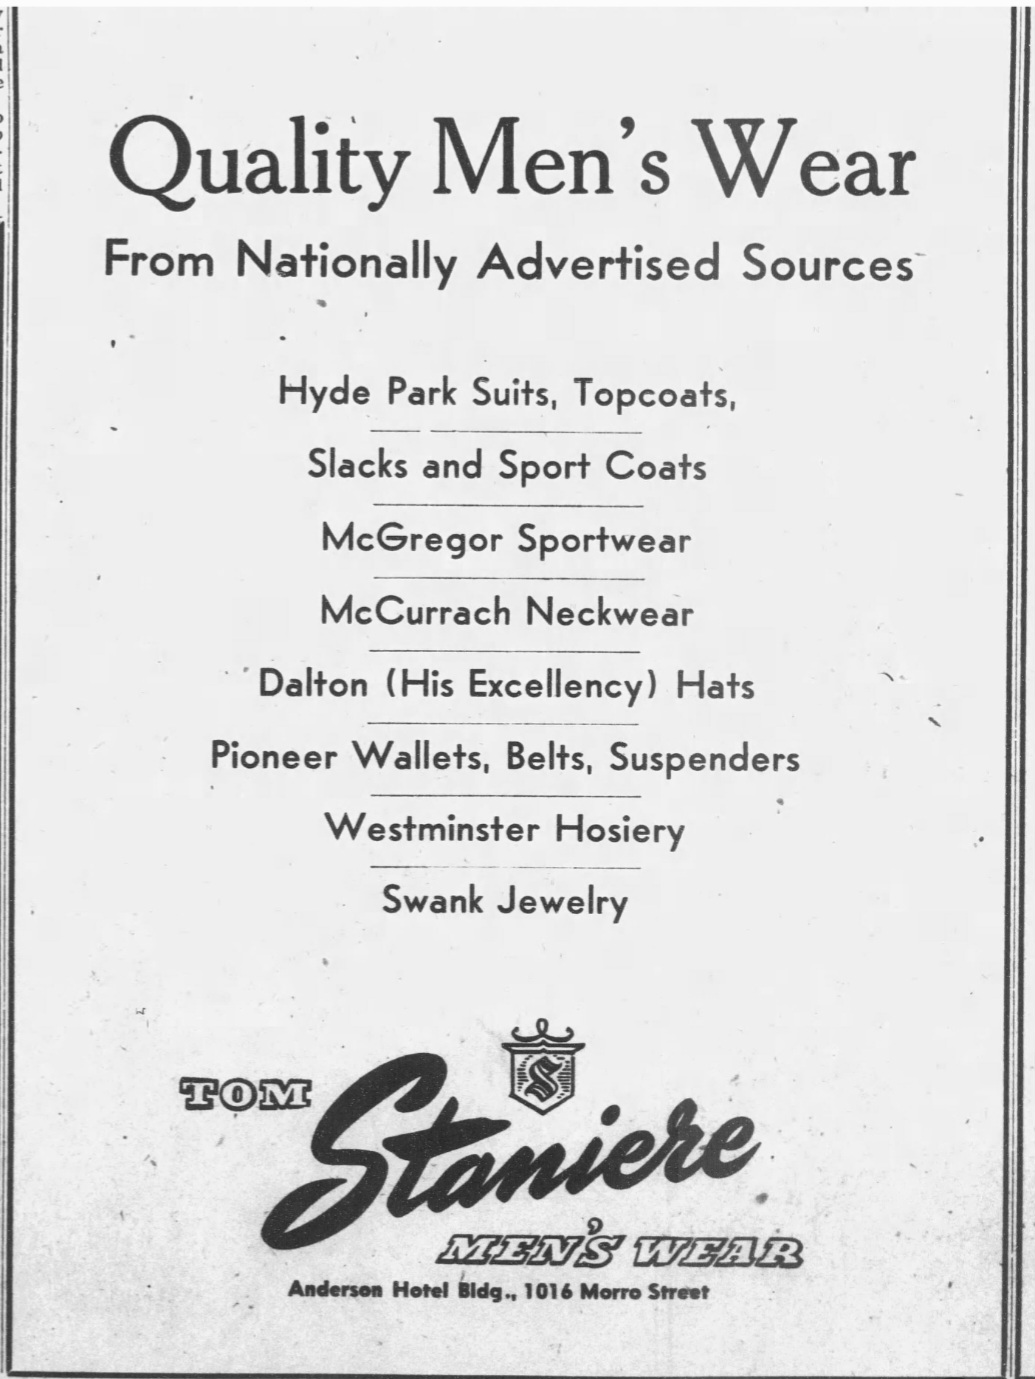 Quality Men's Wear
From Nationally Advertised Sources
Hyde Park Suits, Topcoats,
Slacks and Sport Coats
McGregor Sportwear
McCurrach Neckwear
Dalton (His Excellency) Hats
Pioneer Wallets, Belts, Suspenders
Westminster Hosiery
Swank Jewelry
S
TOM
Staniere
MEN'S WEAR
Anderson Hotel Bldg., 1016 Morro Street